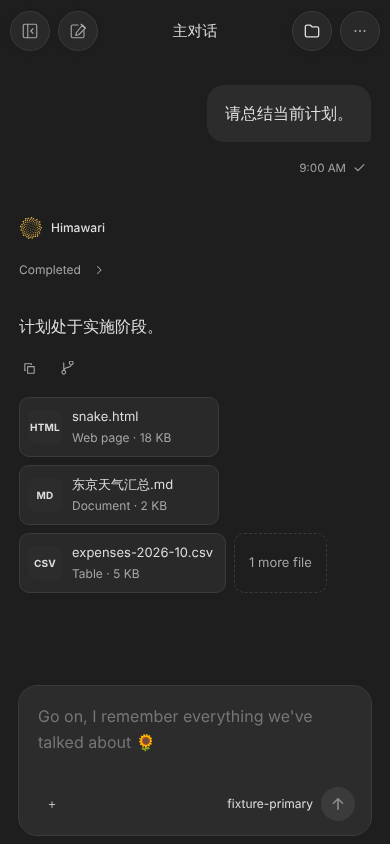 主对话
请总结当前计划。
9:00 AM
Himawari
Completed
计划处于实施阶段。
HTML
snake.html
Web page · 18 KB
MD
东京天气汇总.md
Document · 2 KB
CSV
expenses-2026-10.csv
Table · 5 KB
1 more file
Go on, I remember everything we've
talked about 🌻
+
fixture-primary